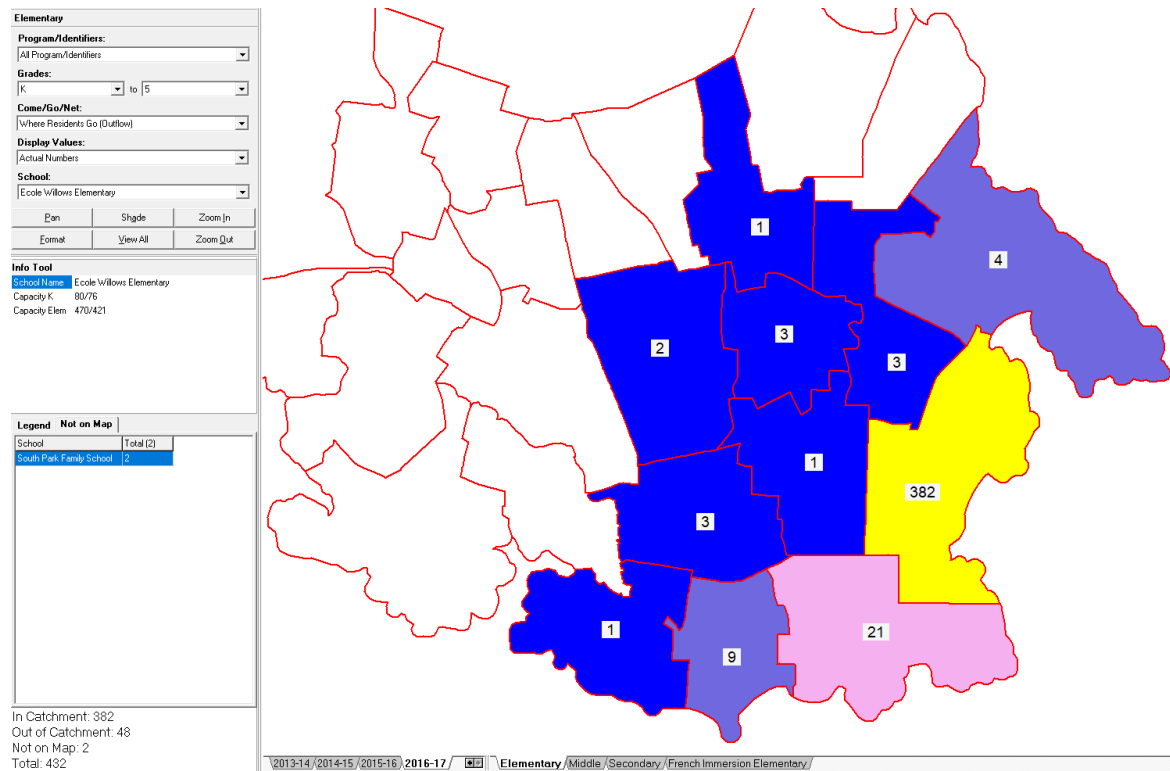 Elementary
Program/Identifiers:
All Program/Identifiers
Grades:
K to 5
Come/Go/Net:
Where Residents Go (Outflow)
Display Values:
Actual Numbers
School:
Ecole Willows Elementary
Pan Shade Zoom In
Format View All Zoom Out
Info Tool
School Name Ecole Willows Elementary
Capacity K 80/76
Capacity Elem 470/421
Legend Not on Map
School Total (2)
South Park Family School 2
In Catchment: 382
Out of Catchment: 48
Not on Map: 2
Total: 432
1
4
2
3
3
1
382
3
1
9
21
2013-14 2014-15 2015-16 2016-17 Elementary Middle Secondary French Immersion Elementary